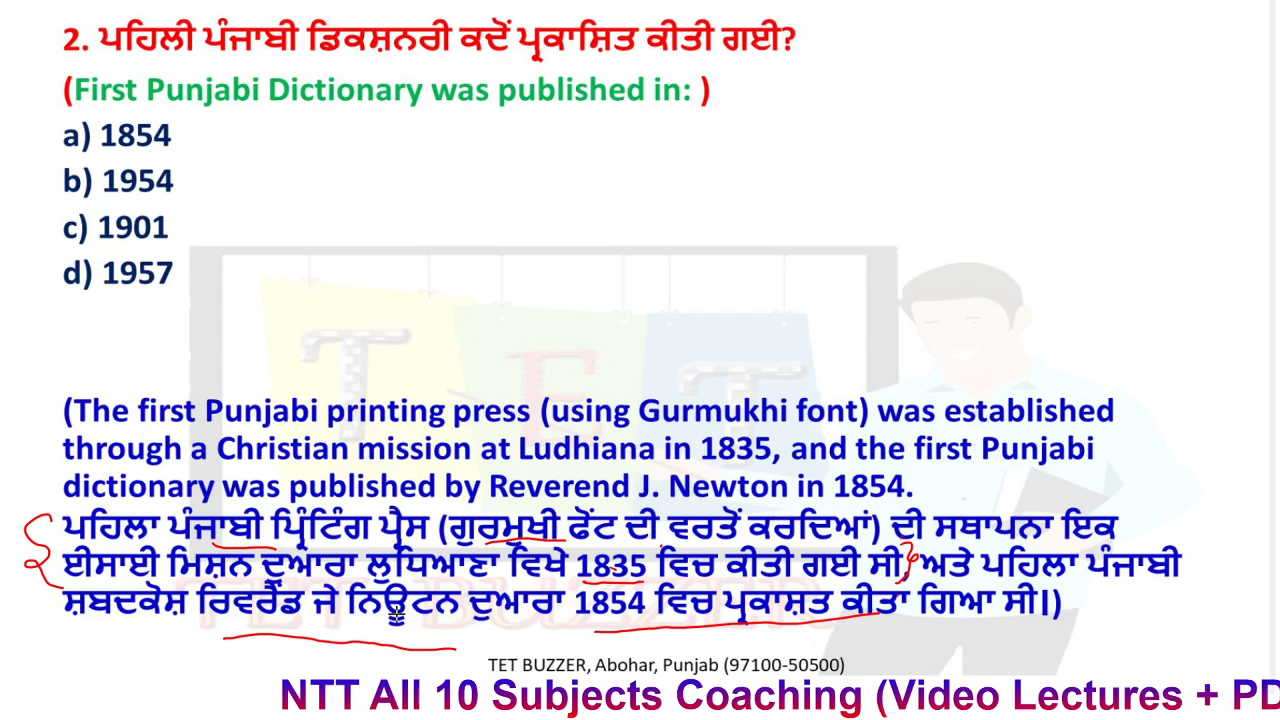 2. ਪਹਿਲੀ ਪੰਜਾਬੀ ਡਿਕਸ਼ਨਰੀ ਕਦੋਂ ਪ੍ਰਕਾਸ਼ਿਤ ਕੀਤੀ ਗਈ?
(First Punjabi Dictionary was published in: )
a) 1854
b) 1954
c) 1901
d) 1957
TET
(The first Punjabi printing press (using Gurmukhi font) was established
through a Christian mission at Ludhiana in 1835, and the first Punjabi
dictionary was published by Reverend J. Newton in 1854.
ਪਹਿਲਾ ਪੰਜਾਬੀ ਪ੍ਰਿੰਟਿੰਗ ਪ੍ਰੈਸ (ਗੁਰਮੁਖੀ ਫੋਂਟ ਦੀ ਵਰਤੋਂ ਕਰਦਿਆਂ) ਦੀ ਸਥਾਪਨਾ ਇਕ
ਈਸਾਈ ਮਿਸ਼ਨ ਦੁਆਰਾ ਲੁਧਿਆਣਾ ਵਿਖੇ 1835 ਵਿਚ ਕੀਤੀ ਗਈ ਸੀ, ਅਤੇ ਪਹਿਲਾ ਪੰਜਾਬੀ
ਸ਼ਬਦਕੋਸ਼ ਰਿਵਰੈਂਡ ਜੇ ਨਿਊਟਨ ਦੁਆਰਾ 1854 ਵਿਚ ਪ੍ਰਕਾਸ਼ਤ ਕੀਤਾ ਗਿਆ ਸੀ।)
TET BUZZER
TET BUZZER, Abohar, Punjab (97100-50500)
NTT All 10 Subjects Coaching (Video Lectures + PD